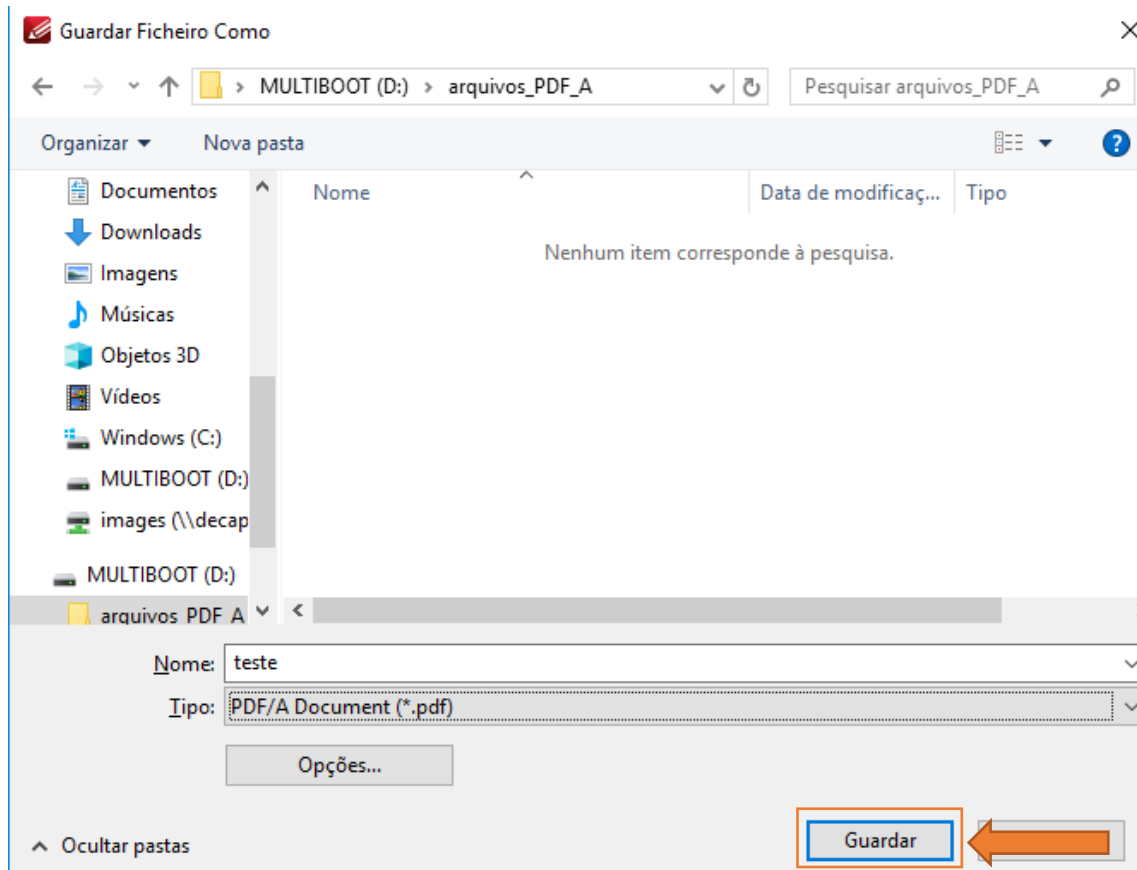 Guardar Ficheiro Como
MULTIBOOT (D:) arquivos_PDF_A
Pesquisar arquivos_PDF_A
Organizar
Nova pasta
Nome
Data de modificaç...
Tipo
Nenhum item corresponde à pesquisa.
Documentos
Downloads
Imagens
Músicas
Objetos 3D
Vídeos
Windows (C:)
MULTIBOOT (D:)
images (\\decap
MULTIBOOT (D:)
arquivos_PDF_A
Nome: teste
Tipo: PDF/A Document (*.pdf)
Opções...
Ocultar pastas
Guardar